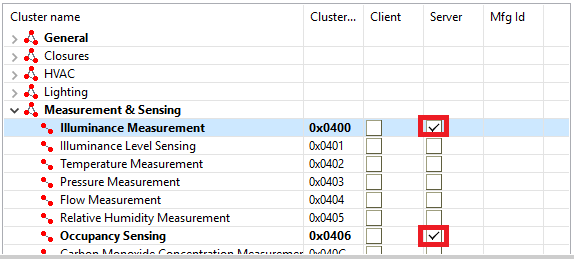 Cluster name Cluster... Client Server Mfg Id
General
Closures
HVAC
Lighting
Measurement & Sensing
Illuminance Measurement 0x0400
Illuminance Level Sensing 0x0401
Temperature Measurement 0x0402
Pressure Measurement 0x0403
Flow Measurement 0x0404
Relative Humidity Measurement 0x0405
Occupancy Sensing 0x0406
Carbon Monoxide Concentration Measuremer 0x040C